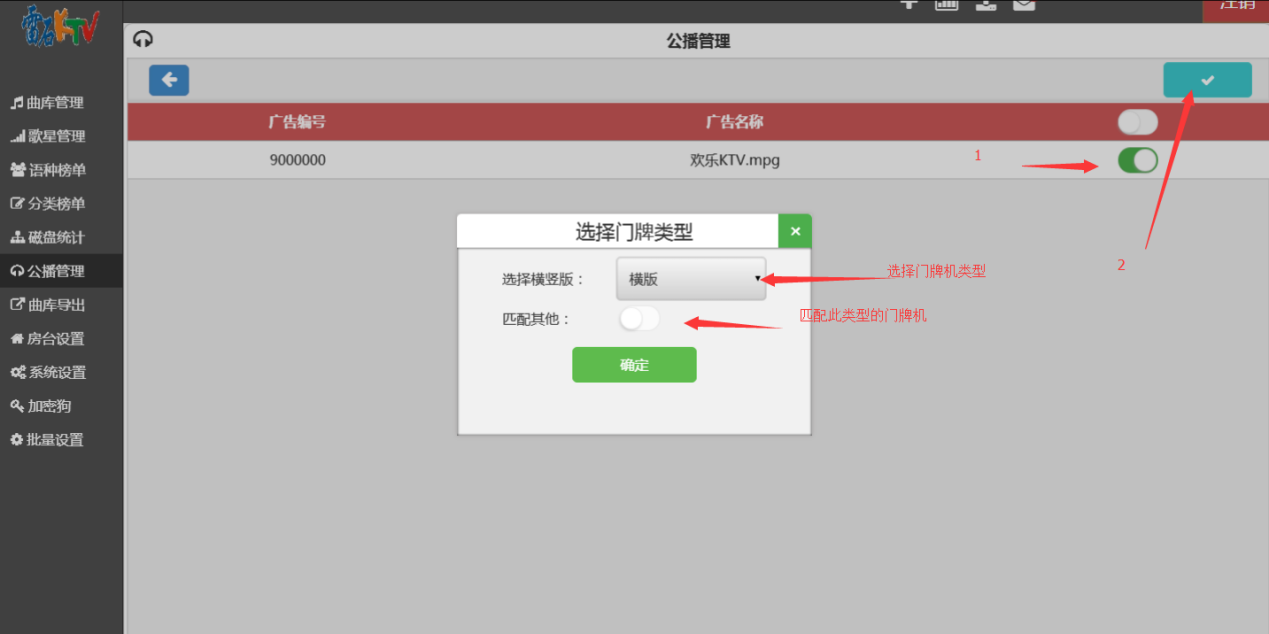 雷石KTV
注销
公播管理
曲库管理
歌星管理
语种榜单
分类榜单
磁盘统计
公播管理
曲库导出
房台设置
系统设置
加密狗
批量设置
广告编号 广告名称
9000000 欢乐KTV.mpg
1
2
选择门牌类型
选择横竖版： 横版
选择门牌机类型
匹配其他：
匹配此类型的门牌机
确定